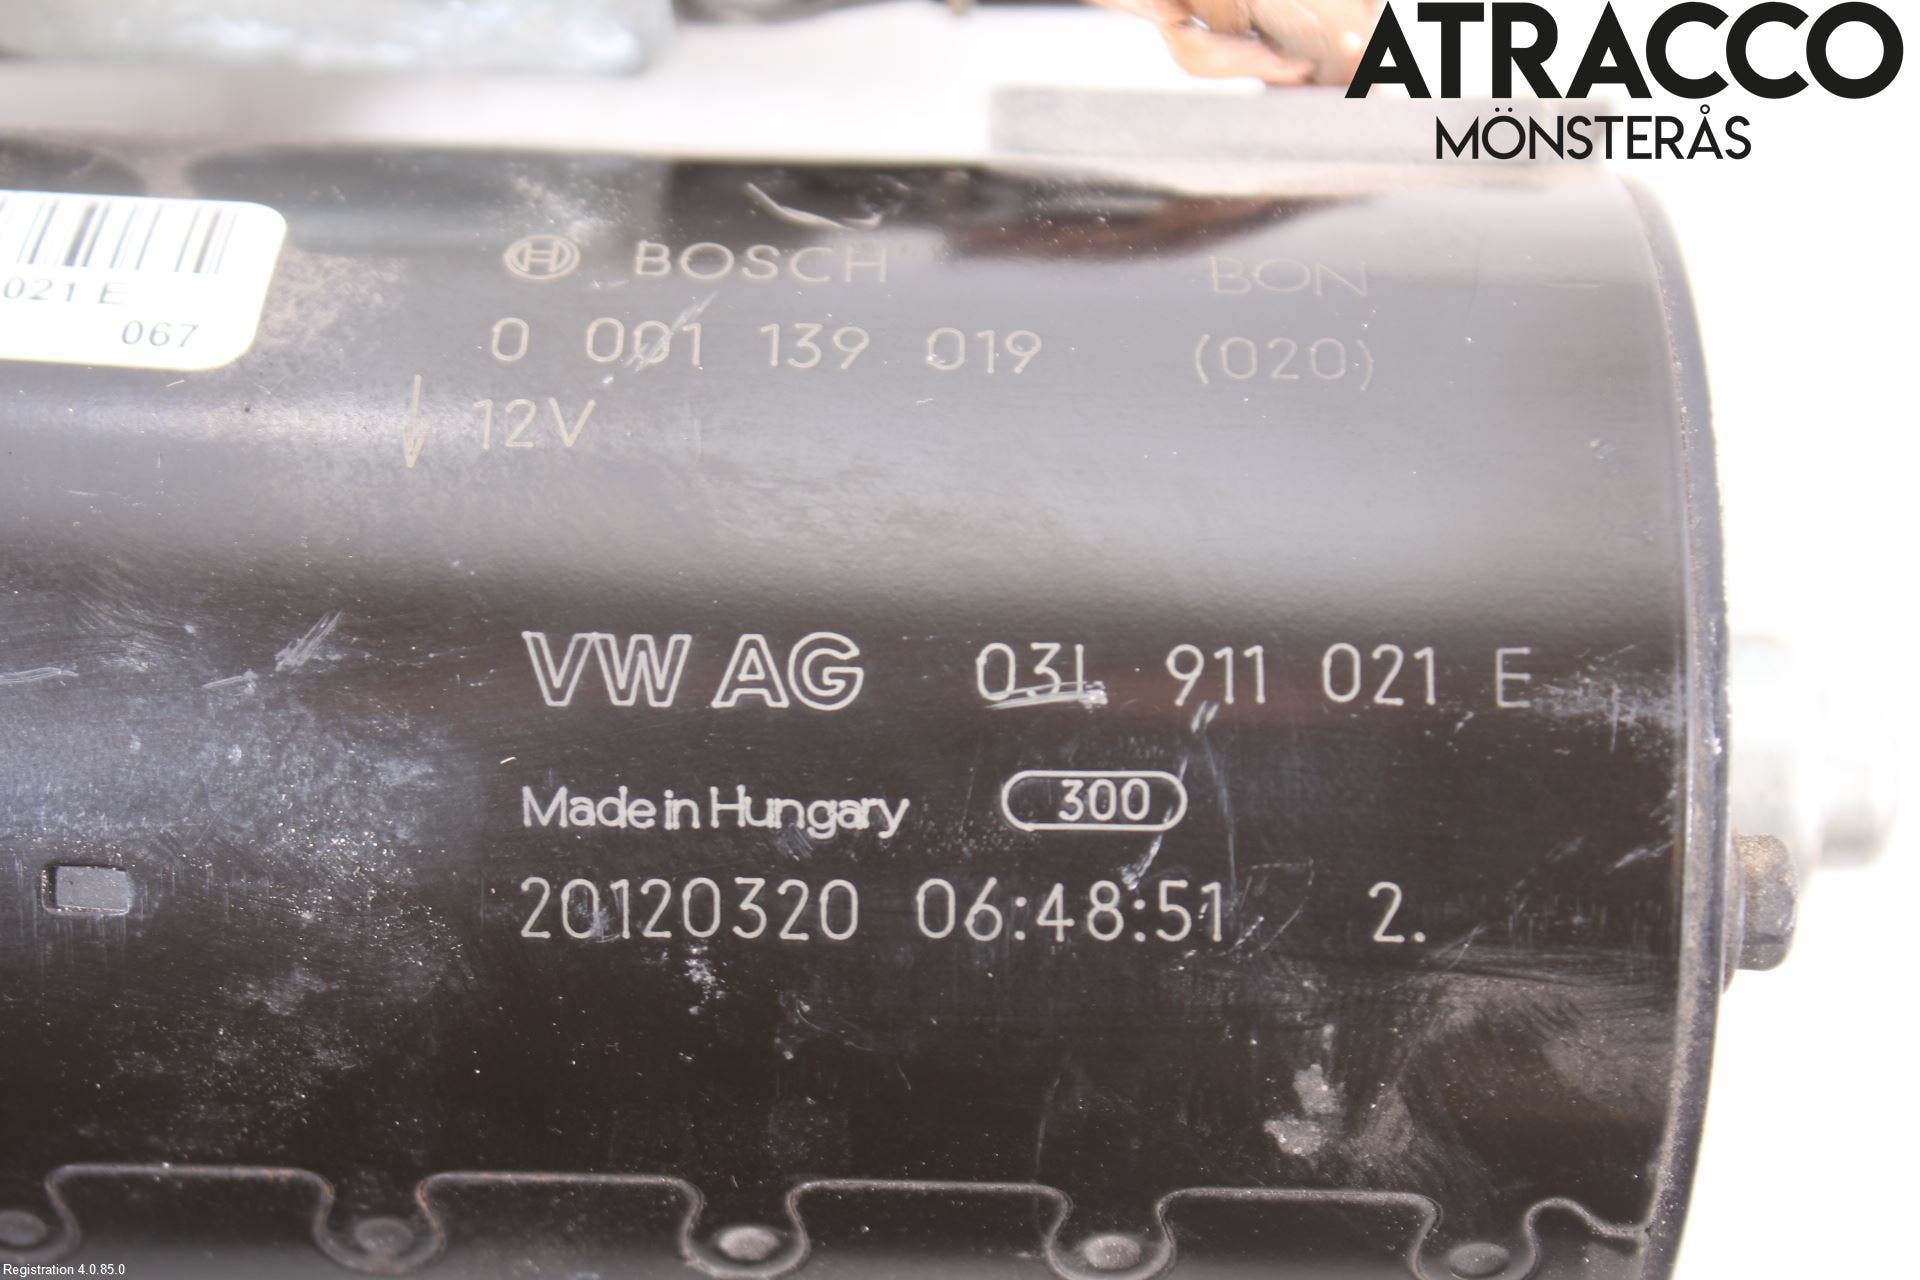 ATRACCO
MÖNSTERÅS
021 E
067
BOSCH BON
0 001 139 019 (020)
12V
VW AG 03L 911 021 E
Made in Hungary 300
20120320 06:48:51 2.
Registration 4.0.85.0